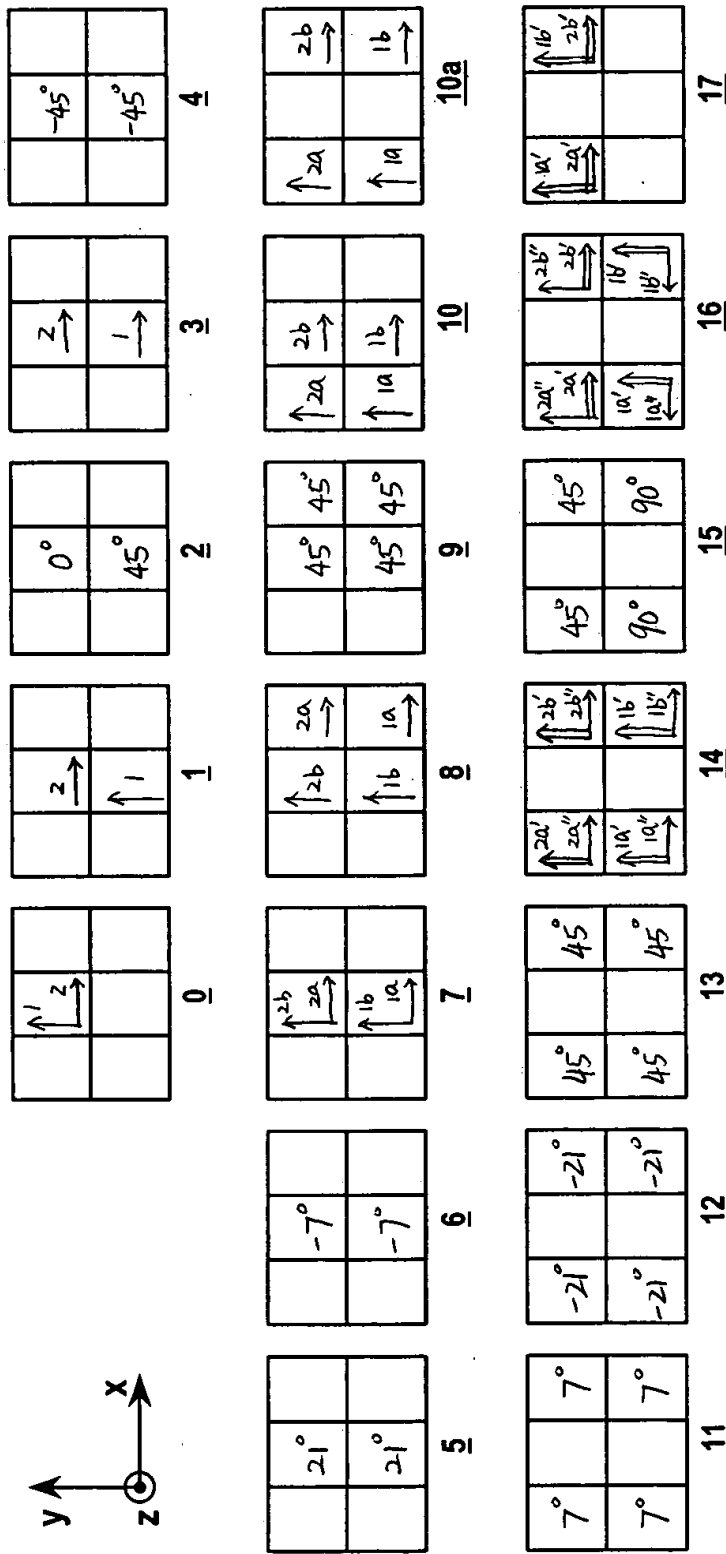 y
z
x
1
2
0
2
1
1
0°
45°
2
2
1
3
-45°
-45°
4
21°
21°
5
-7°
-7°
6
2b
2a
1b
1a
7
2b 2a
1b 1a
8
45° 45°
45° 45°
9
2a 2b
1a 1b
10
2a 2b
1a 1b
10a
7° 7°
7° 7°
11
-21° -21°
-21° -21°
12
45° 45°
45° 45°
13
2a' 2b'
2a" 2b"
1a' 1b'
1a" 1b"
14
45° 45°
90° 90°
15
2a" 2b"
2a' 2b'
1a' 1b'
1a" 1b"
16
1a' 1b'
2a' 2b'
17